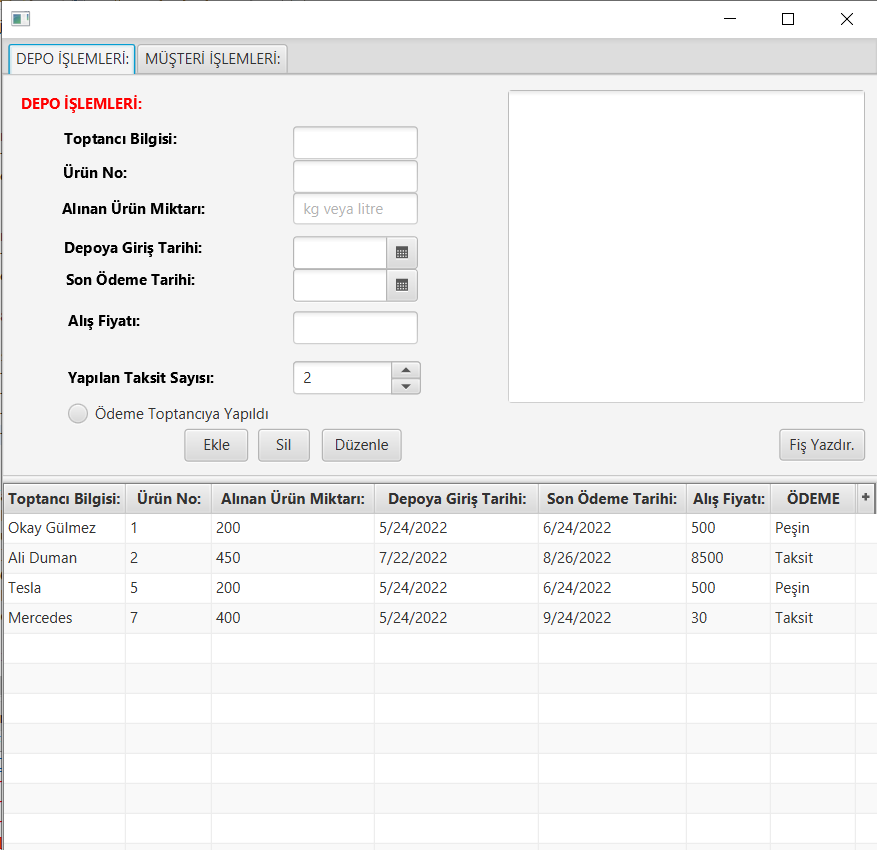 DEPO İŞLEMLERİ: MÜŞTERİ İŞLEMLERİ:
DEPO İŞLEMLERİ:
Toptancı Bilgisi:
Ürün No:
Alınan Ürün Miktarı: kg veya litre
Depoya Giriş Tarihi:
Son Ödeme Tarihi:
Alış Fiyatı:
Yapılan Taksit Sayısı: 2
Ödeme Toptancıya Yapıldı
Ekle Sil Düzenle Fiş Yazdır.
Toptancı Bilgisi: Ürün No: Alınan Ürün Miktarı: Depoya Giriş Tarihi: Son Ödeme Tarihi: Alış Fiyatı: ÖDEME +
Okay Gülmez 1 200 5/24/2022 6/24/2022 500 Peşin
Ali Duman 2 450 7/22/2022 8/26/2022 8500 Taksit
Tesla 5 200 5/24/2022 6/24/2022 500 Peşin
Mercedes 7 400 5/24/2022 9/24/2022 30 Taksit